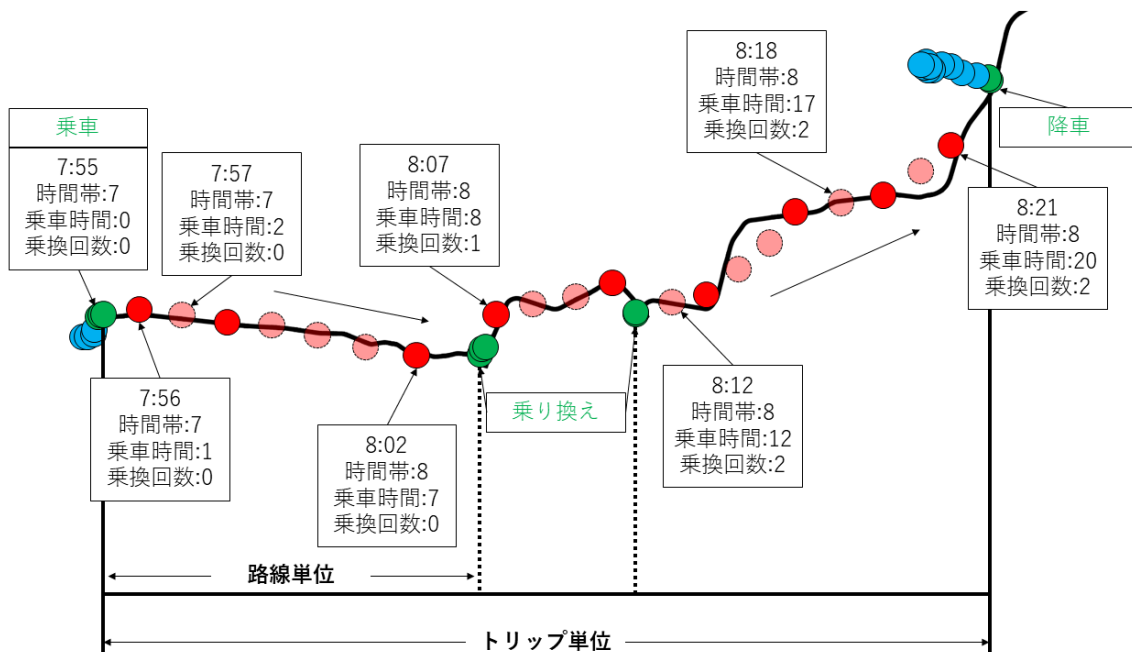 乗車
7:55
時間帯:7
乗車時間:0
乗換回数:0
7:57
時間帯:7
乗車時間:2
乗換回数:0
8:07
時間帯:8
乗車時間:8
乗換回数:1
8:18
時間帯:8
乗車時間:17
乗換回数:2
降車
8:21
時間帯:8
乗車時間:20
乗換回数:2
7:56
時間帯:7
乗車時間:1
乗換回数:0
8:02
時間帯:8
乗車時間:7
乗換回数:0
乗り換え
8:12
時間帯:8
乗車時間:12
乗換回数:2
路線単位
トリップ単位